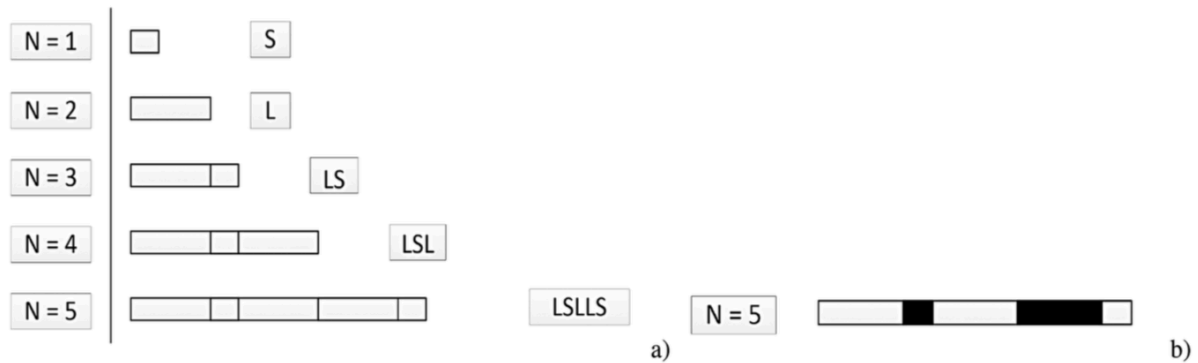 N = 1 S
N = 2 L
N = 3 LS
N = 4 LSL
N = 5 LSLLS N = 5
a) b)